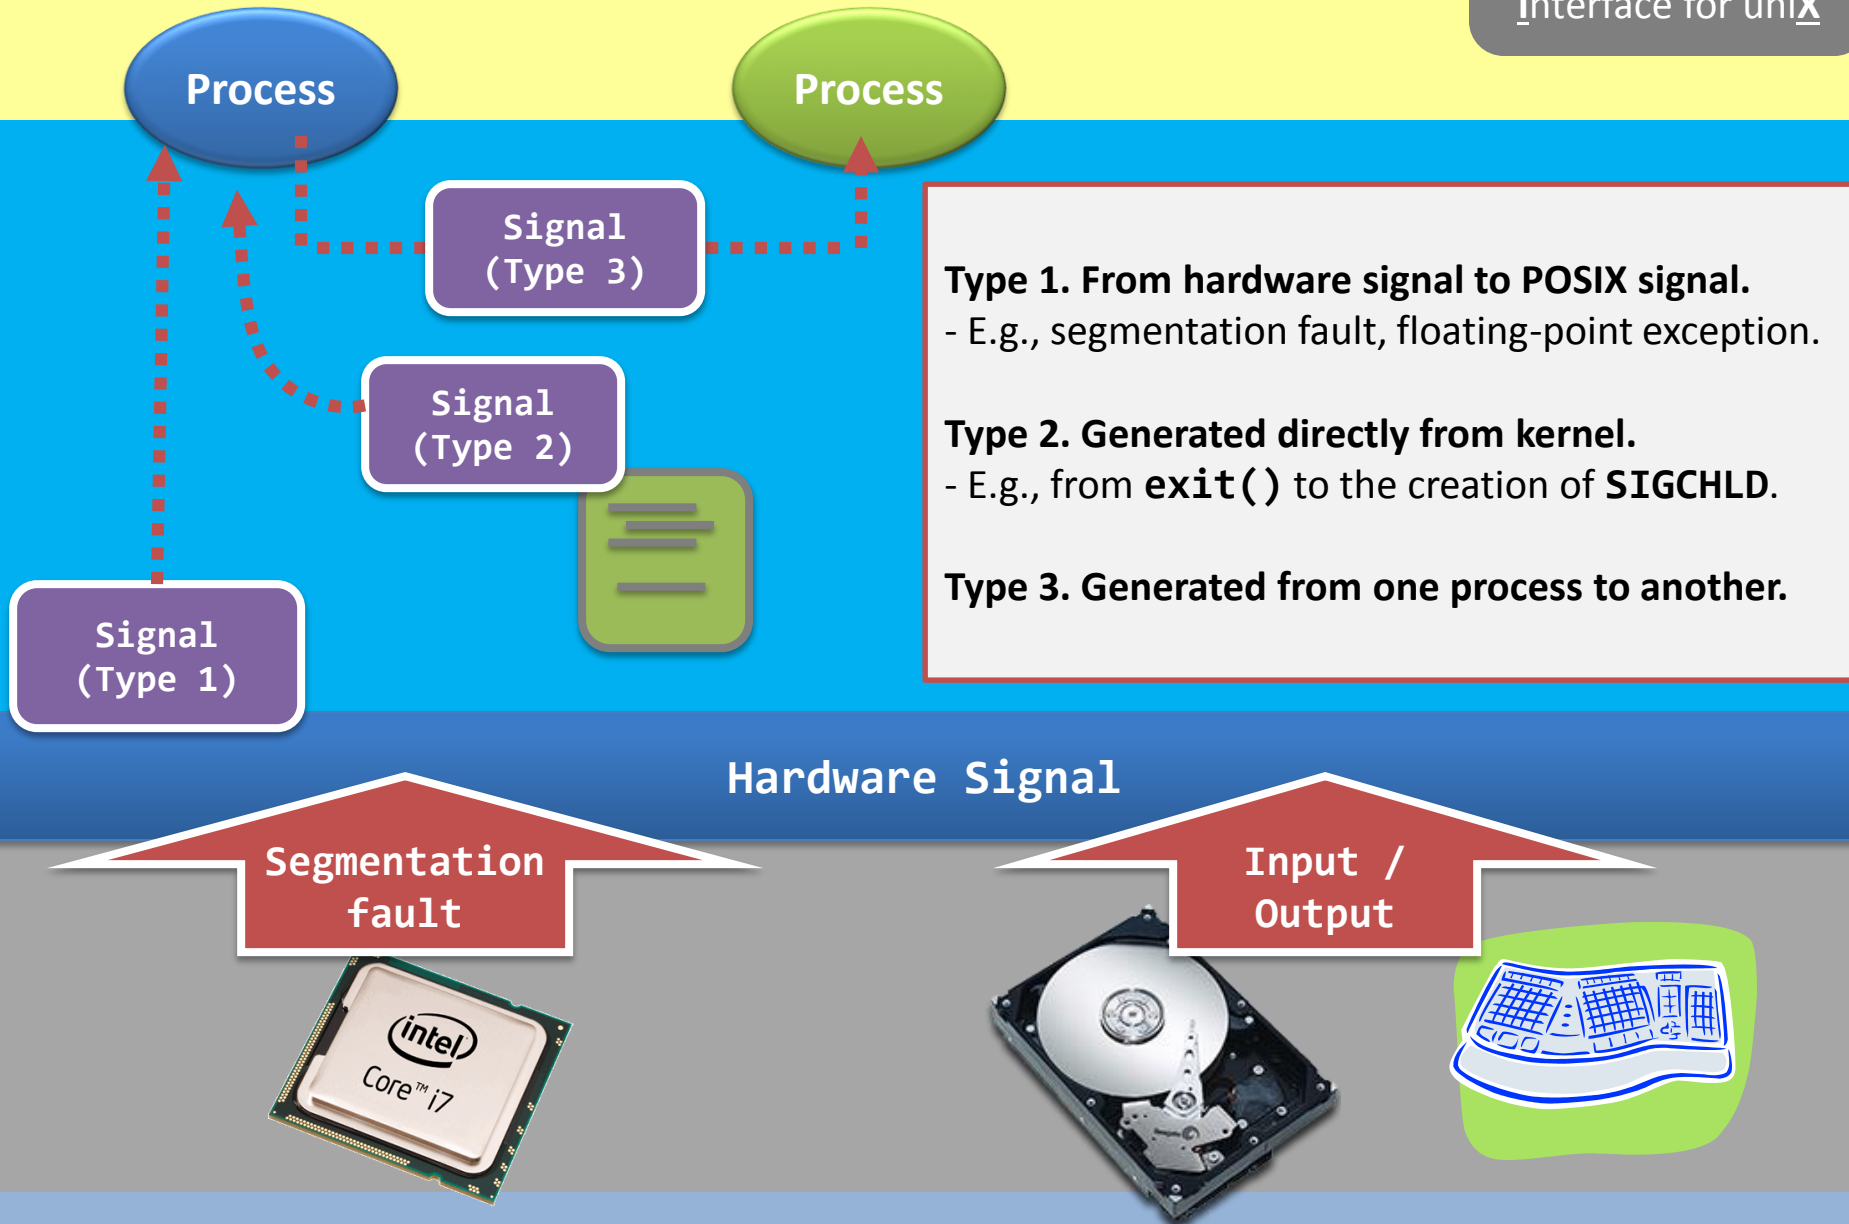 Interface for uniX
Process
Process
Signal
(Type 3)
Signal
(Type 2)
Signal
(Type 1)
Type 1. From hardware signal to POSIX signal.
- E.g., segmentation fault, floating-point exception.
Type 2. Generated directly from kernel.
- E.g., from exit() to the creation of SIGCHLD.
Type 3. Generated from one process to another.
Hardware Signal
Segmentation
fault
Input /
Output
intel
Core™ i7